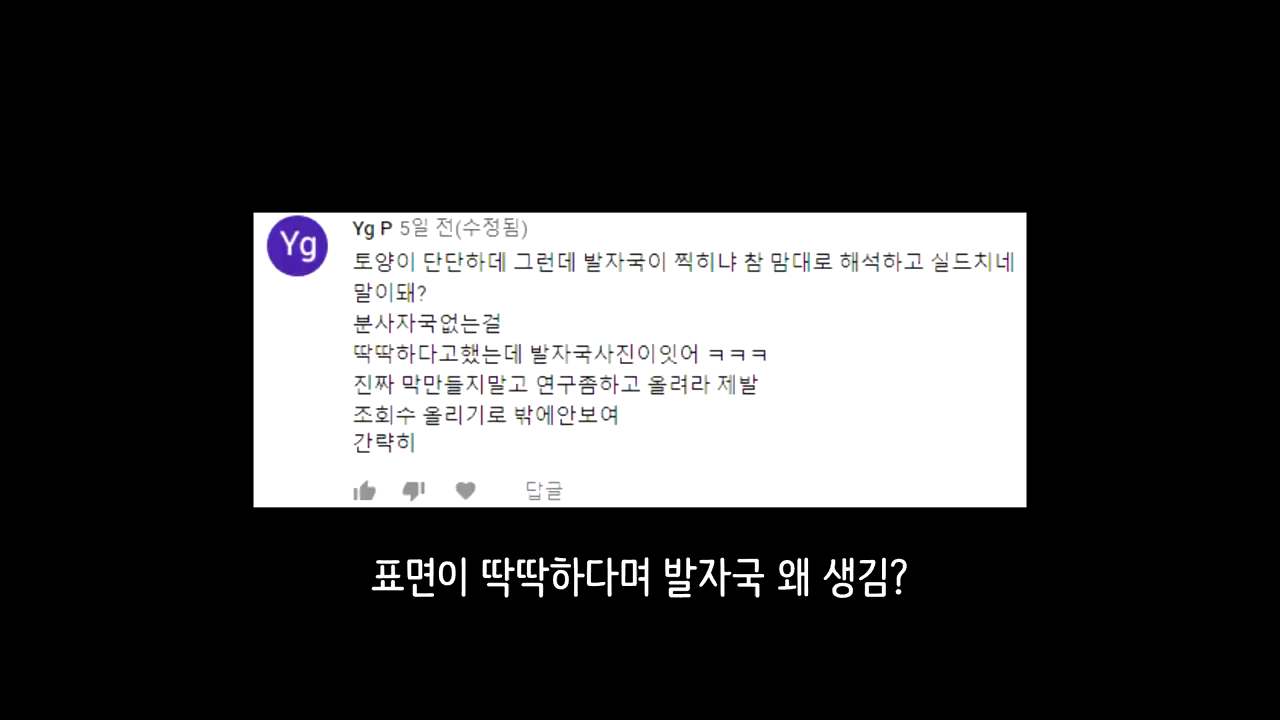 Yg
Yg P 5일 전(수정됨)
토양이 단단하데 그런데 발자국이 찍히냐 참 맘대로 해석하고 실드치네
말이돼?
분사자국없는걸
딱딱하다고했는데 발자국사진이잇어 ㅋㅋㅋ
진짜 막만들지말고 연구좀하고 올려라 제발
조회수 올리기로 밖에안보여
간략히
답글
표면이 딱딱하다며 발자국 왜 생김?